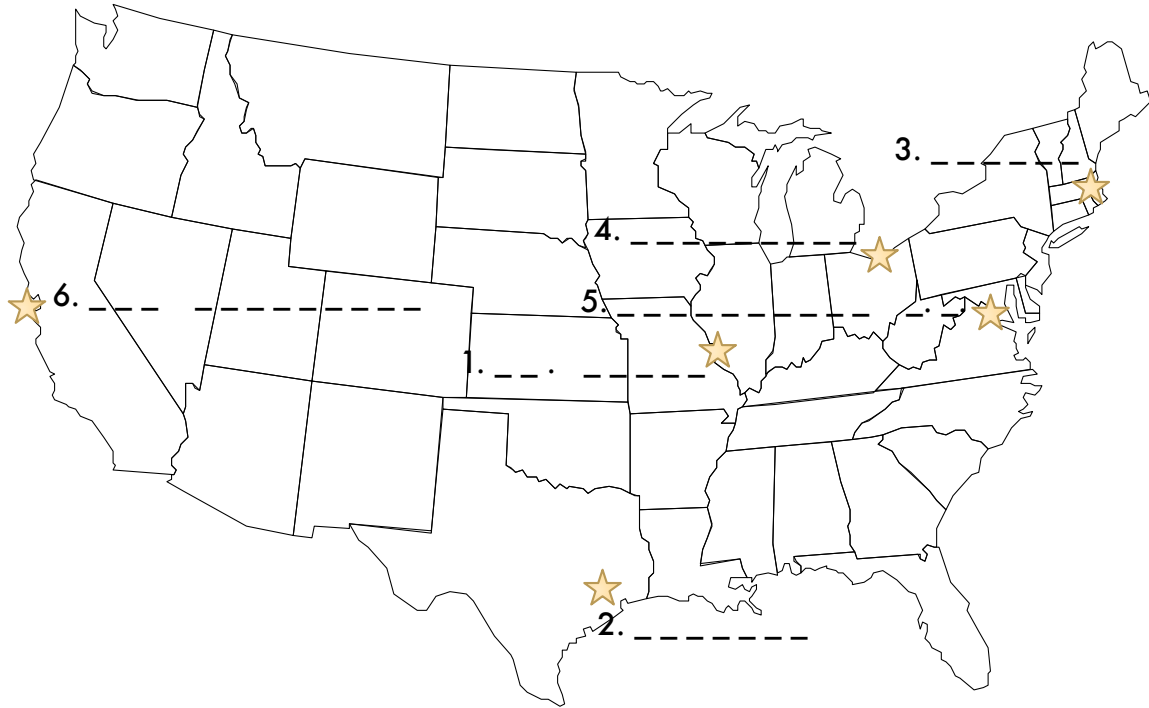 3. _ _ _ _ _ _
4. _ _ _ _ _ _ _ _ _
6. _ _ _   _ _ _ _ _ _ _ _ _
5. _ _ _ _ _ _ _ _ _ _   _ . _ .
1. _ _ .   _ _ _ _ _
2. _ _ _ _ _ _ _